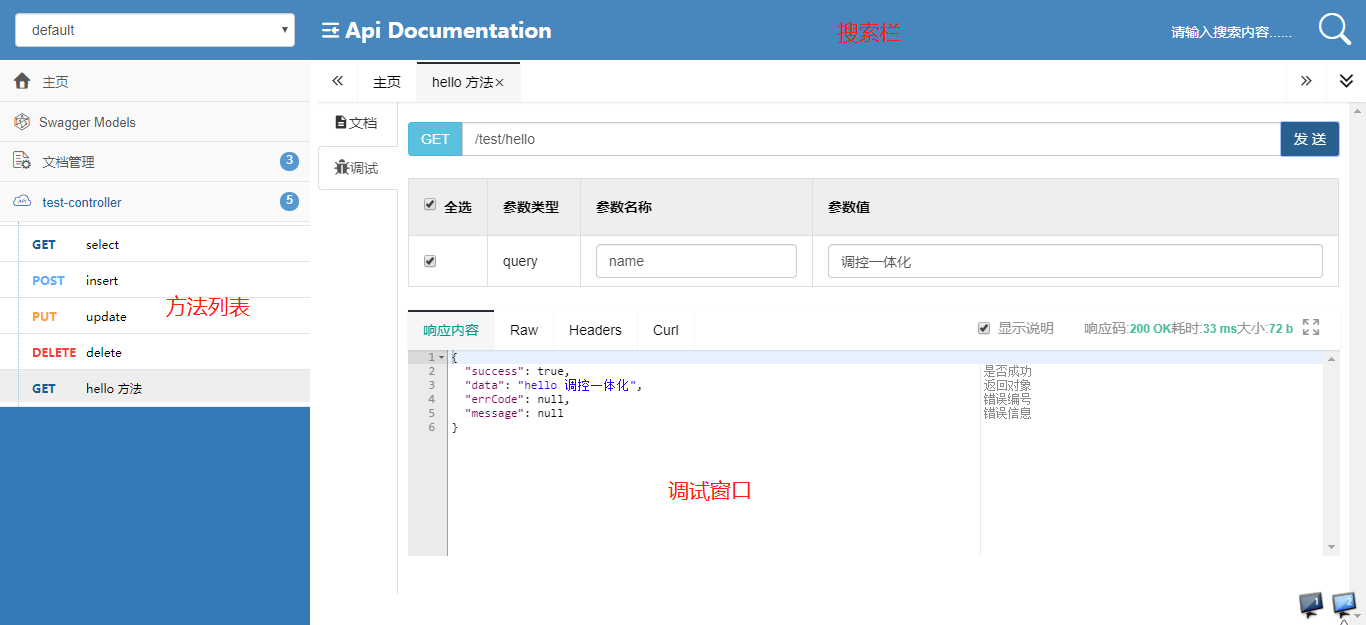 default
Api Documentation
搜索栏
请输入搜索内容......
主页
Swagger Models
文档管理
3
test-controller
5
GET select
POST insert
方法列表
PUT update
DELETE delete
GET hello 方法
主页
hello 方法×
文档
调试
GET /test/hello 发 送
全选 参数类型 参数名称 参数值
query name 调控一体化
响应内容 Raw Headers Curl
显示说明 响应码:200 OK耗时:33 ms大小:72 b
1 {
2 "success": true, 是否成功
3 "data": "hello 调控一体化", 返回对象
4 "errCode": null, 错误编号
5 "message": null 错误信息
6 }
调试窗口
1 2